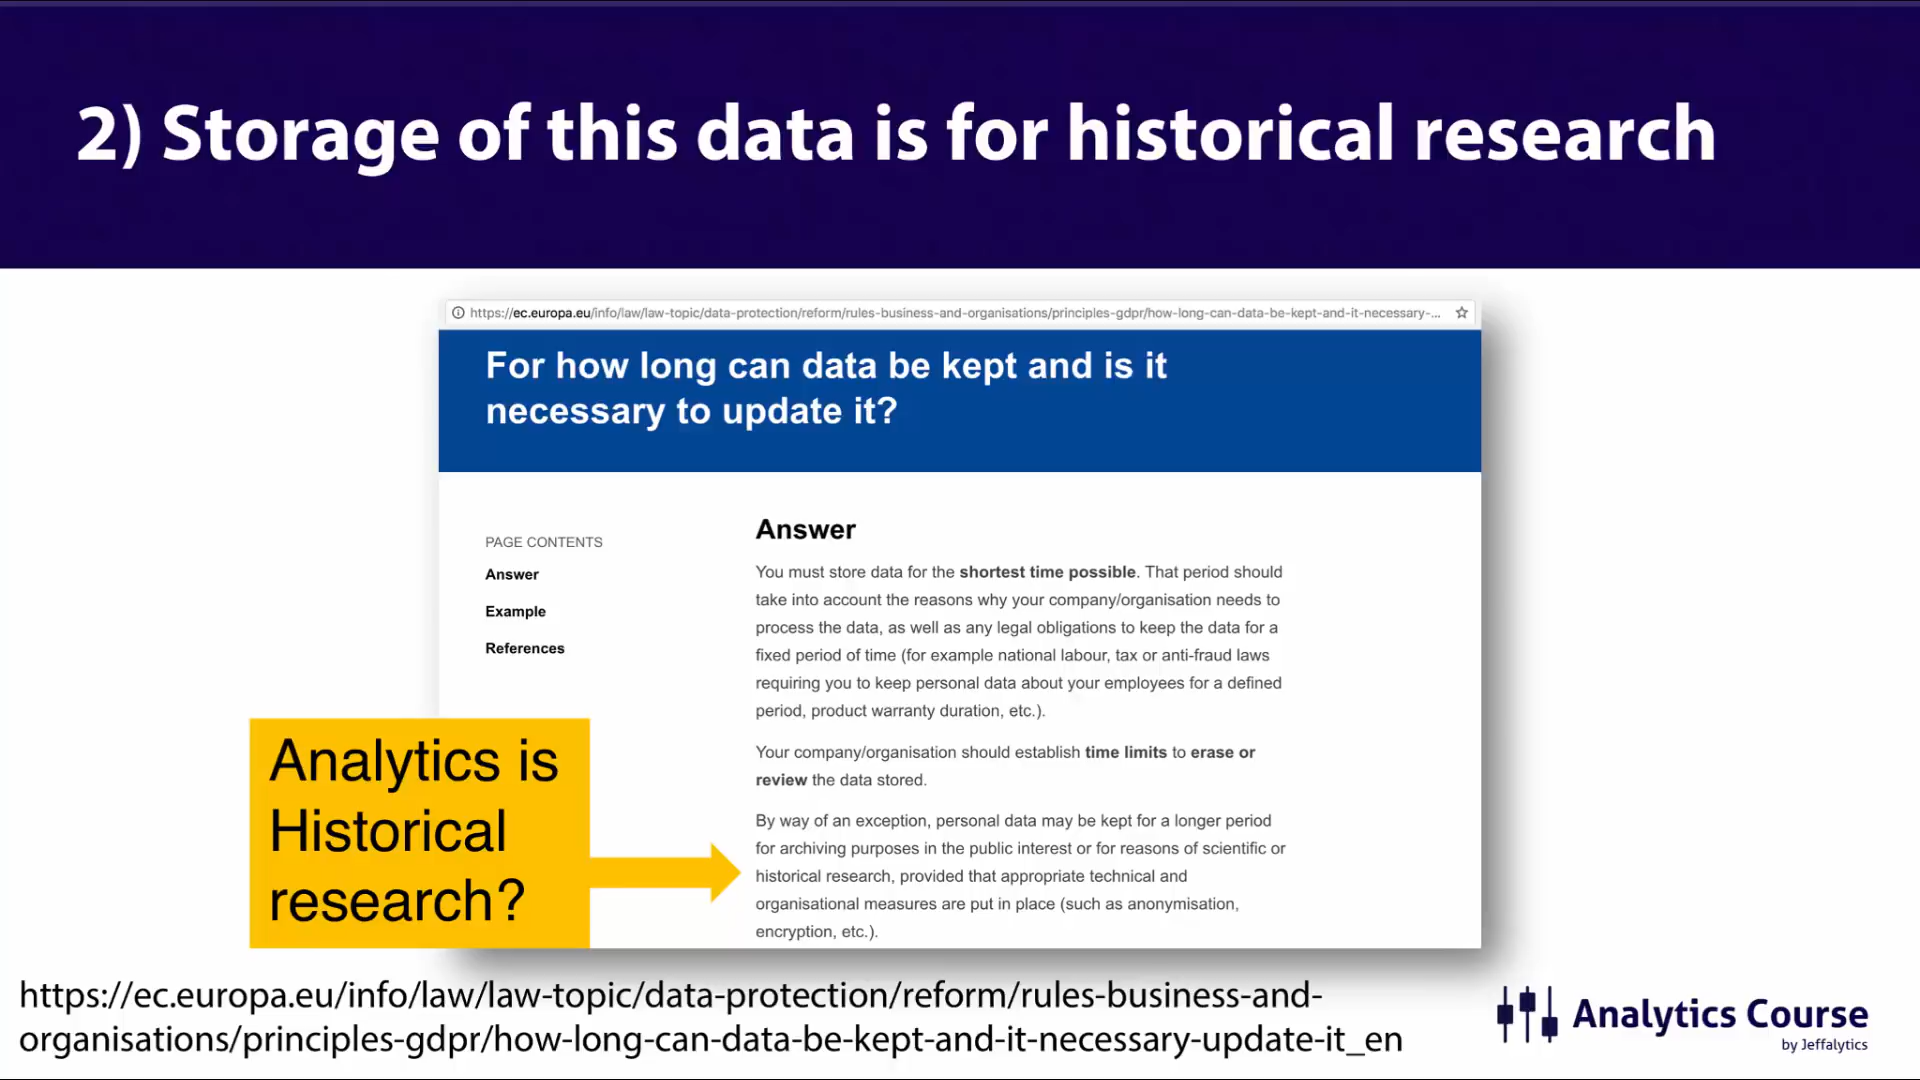 2) Storage of this data is for historical research
https://ec.europa.eu/info/law/law-topic/data-protection/reform/rules-business-and-organisations/principles-gdpr/how-long-can-data-be-kept-and-it-necessary-...
For how long can data be kept and is it
necessary to update it?
PAGE CONTENTS
Answer
Example
References
Answer
You must store data for the shortest time possible. That period should
take into account the reasons why your company/organisation needs to
process the data, as well as any legal obligations to keep the data for a
fixed period of time (for example national labour, tax or anti-fraud laws
requiring you to keep personal data about your employees for a defined
period, product warranty duration, etc.).
Your company/organisation should establish time limits to erase or
review the data stored.
By way of an exception, personal data may be kept for a longer period
for archiving purposes in the public interest or for reasons of scientific or
historical research, provided that appropriate technical and
organisational measures are put in place (such as anonymisation,
encryption, etc.).
Analytics is
Historical
research?
https://ec.europa.eu/info/law/law-topic/data-protection/reform/rules-business-and-
organisations/principles-gdpr/how-long-can-data-be-kept-and-it-necessary-update-it_en
Analytics Course
by Jeffalytics